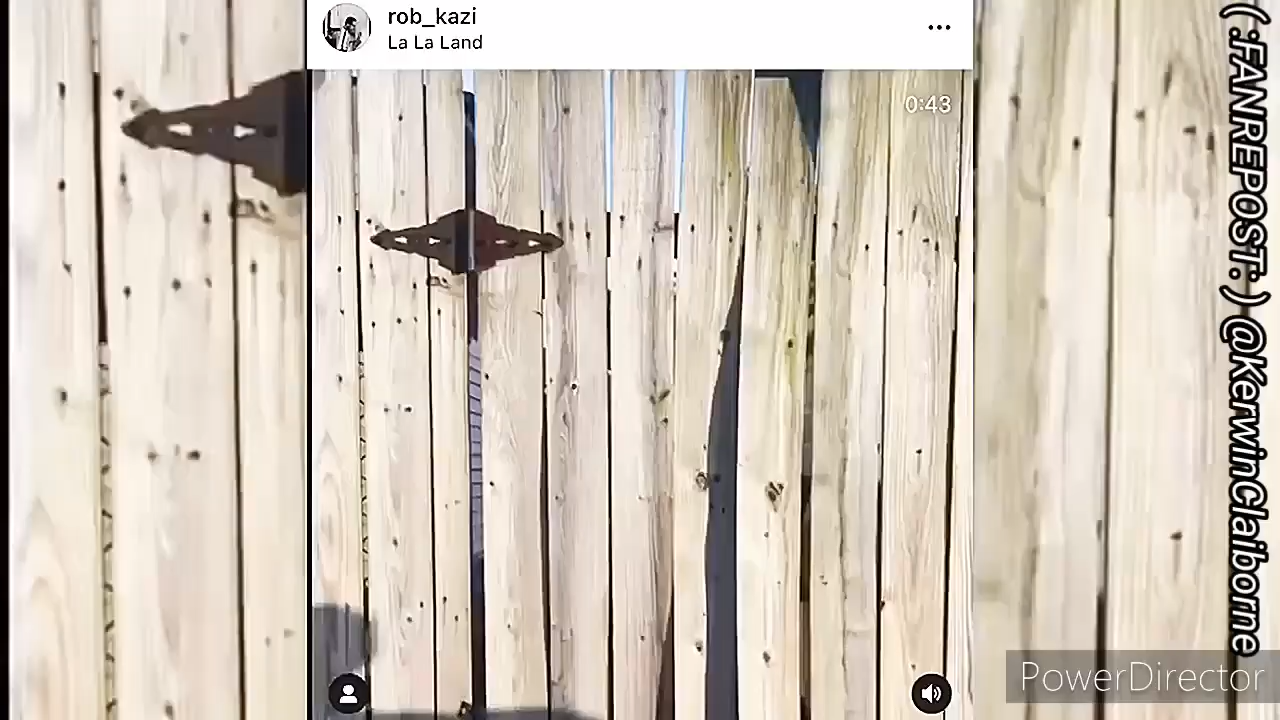 rob_kazi
La La Land
0:43
( :FANREPOST: ) @KerwinClaiborne
PowerDirector